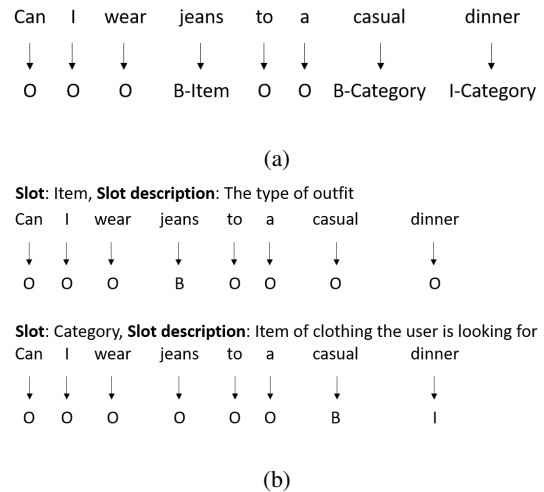 Can I wear jeans to a casual dinner
O O O B-Item O O B-Category I-Category
(a)
Slot: Item, Slot description: The type of outfit
Can I wear jeans to a casual dinner
O O O B O O O O
Slot: Category, Slot description: Item of clothing the user is looking for
Can I wear jeans to a casual dinner
O O O O O O B I
(b)